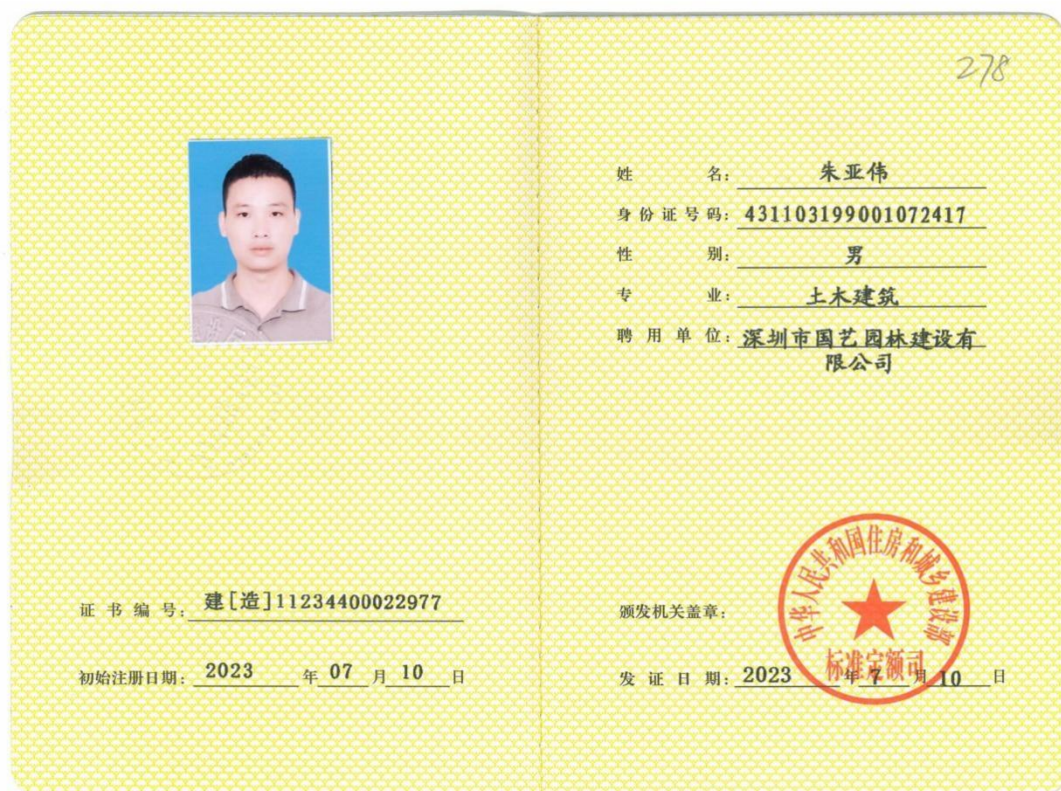 278
姓名：朱亚伟
身份证号码：431103199001072417
性别：男
专业：土木建筑
聘用单位：深圳市国艺园林建设有
限公司
证书编号：建[造]11234400022977
初始注册日期：2023年07月10日
颁发机关盖章：
中华人民共和国住房和城乡建设部
标准定额司
发证日期：2023年7月10日